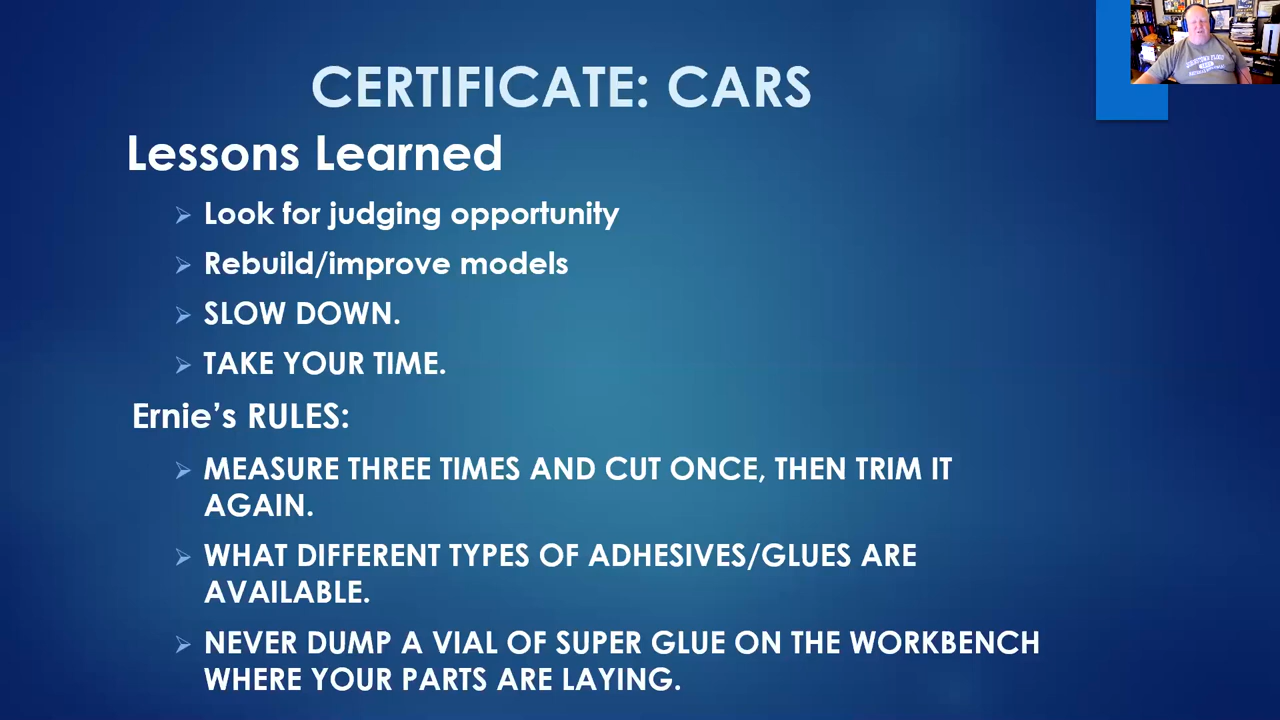 CERTIFICATE: CARS
Lessons Learned
Look for judging opportunity
Rebuild/improve models
SLOW DOWN.
TAKE YOUR TIME.
Ernie’s RULES:
MEASURE THREE TIMES AND CUT ONCE, THEN TRIM IT
AGAIN.
WHAT DIFFERENT TYPES OF ADHESIVES/GLUES ARE
AVAILABLE.
NEVER DUMP A VIAL OF SUPER GLUE ON THE WORKBENCH
WHERE YOUR PARTS ARE LAYING.